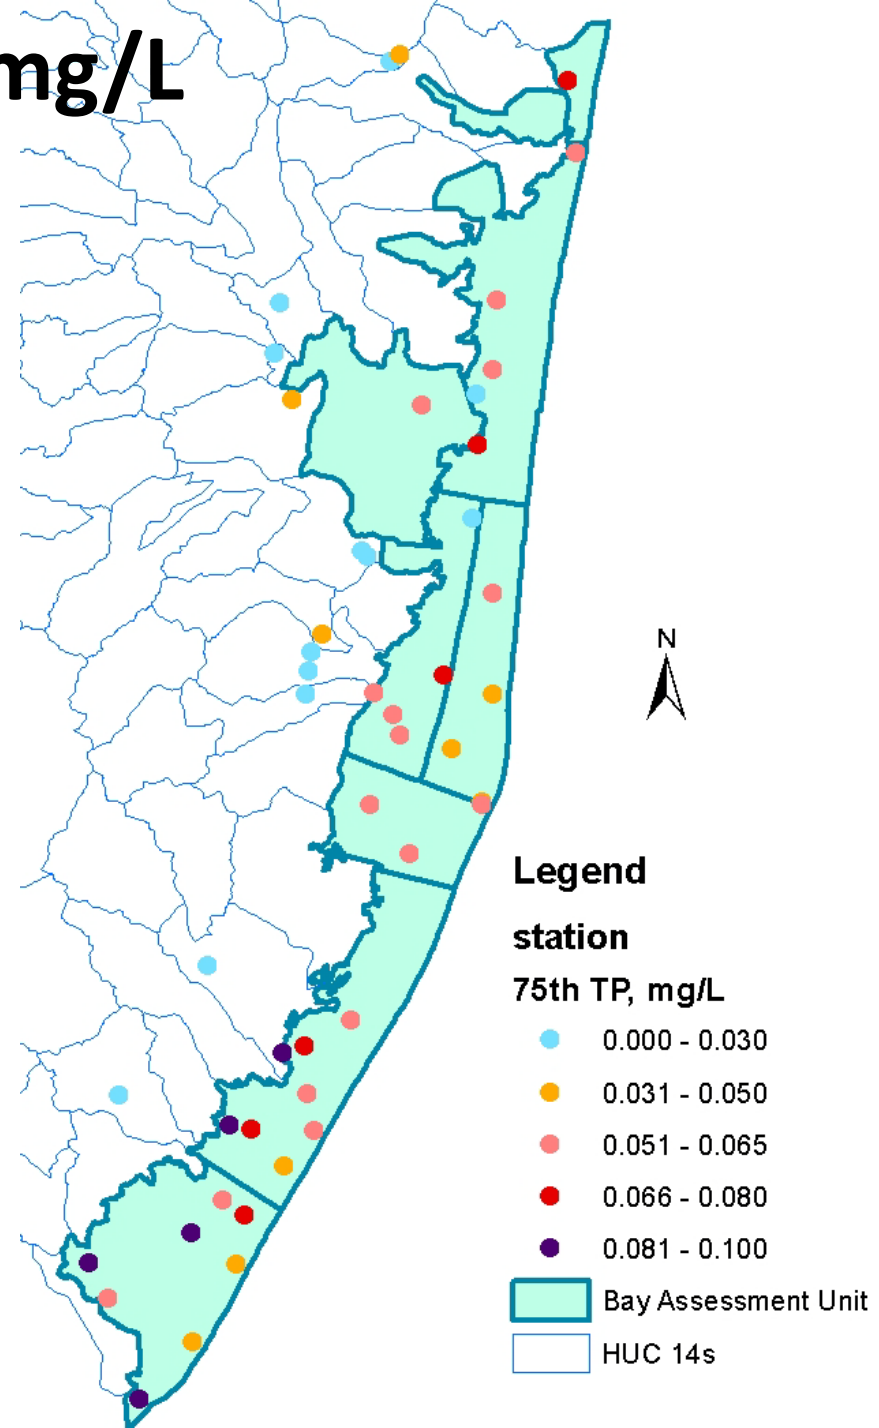 mg/L
N
Legend
station
75th TP, mg/L
0.000 - 0.030
0.031 - 0.050
0.051 - 0.065
0.066 - 0.080
0.081 - 0.100
Bay Assessment Unit
HUC 14s